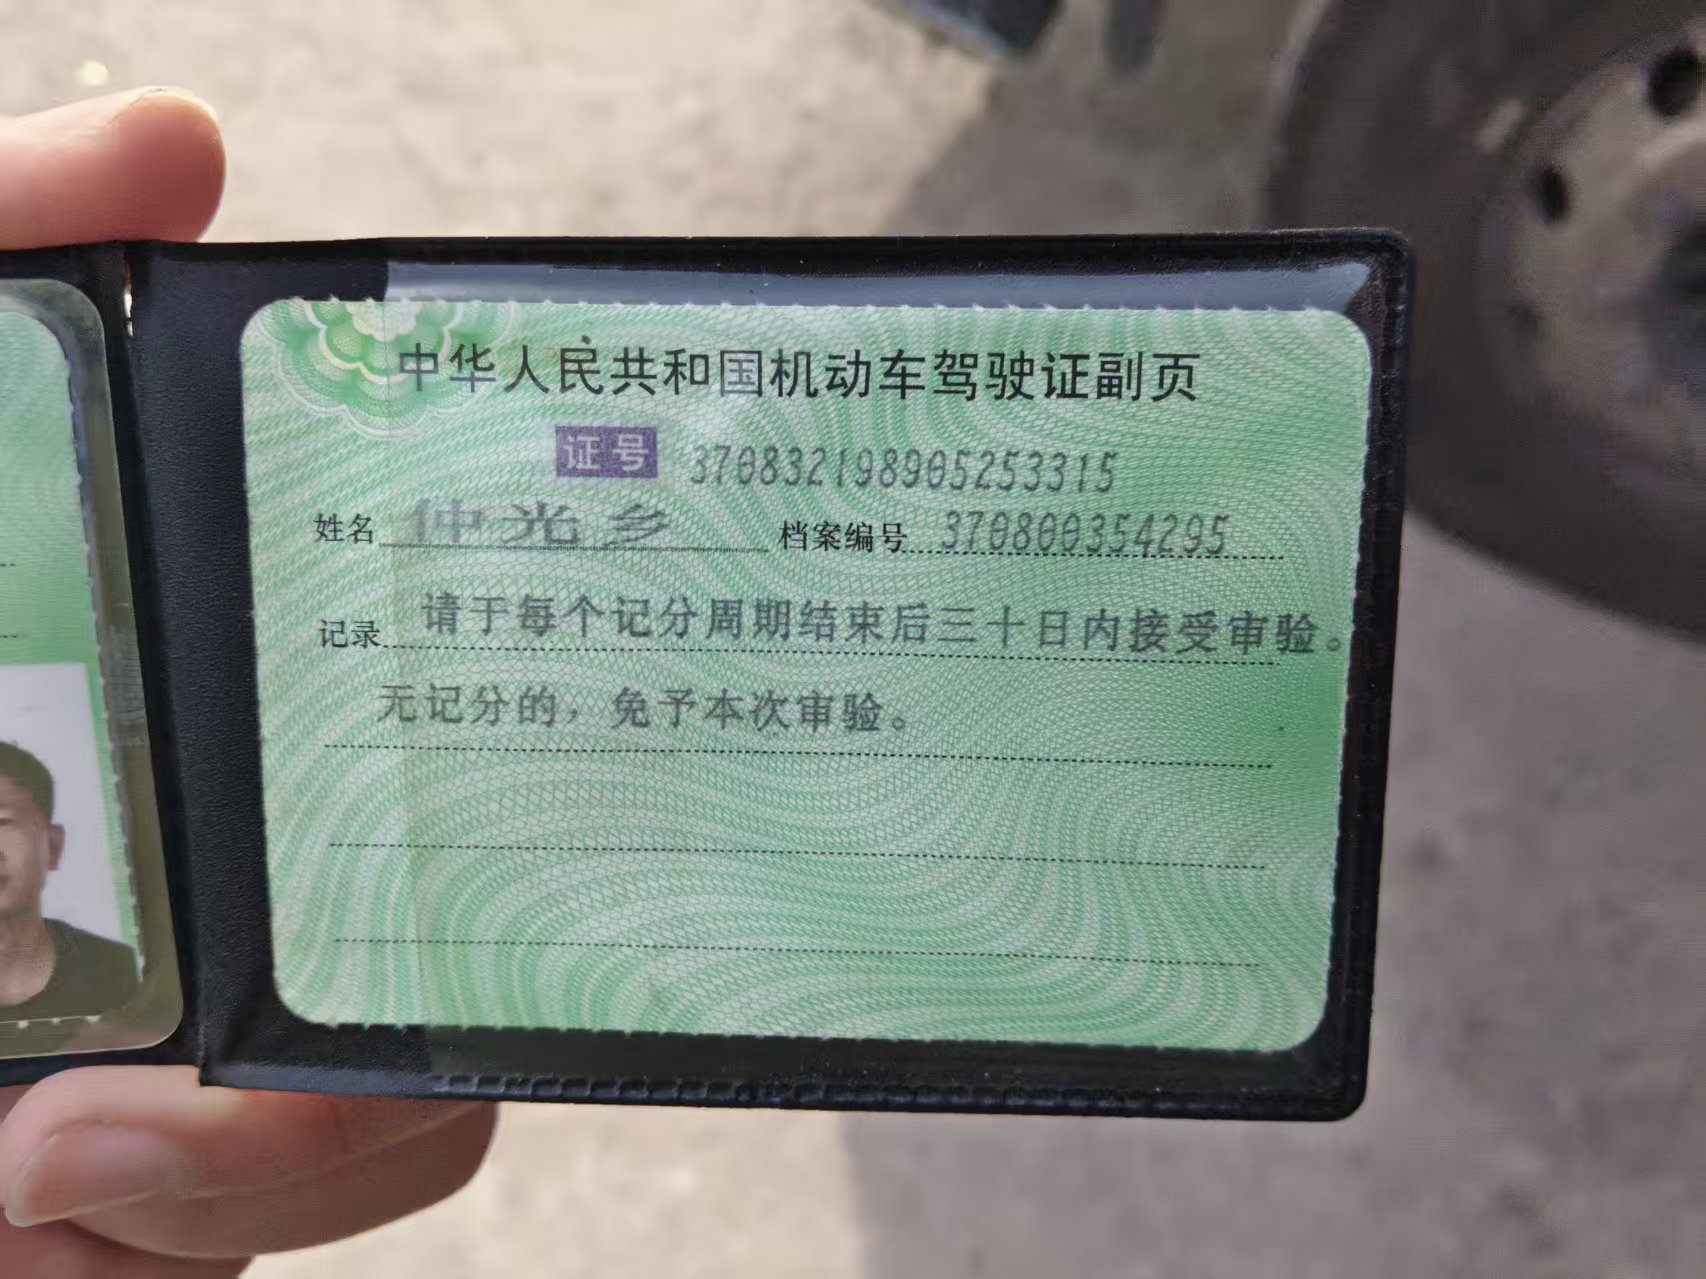 中华人民共和国机动车驾驶证副页
证号 370832198905253315
姓名 仲光乡 档案编号 370800354295
记录 请于每个记分周期结束后三十日内接受审验。
无记分的，免予本次审验。